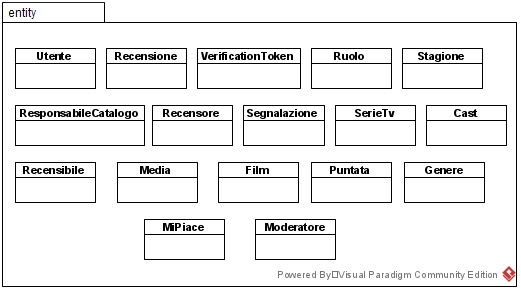 entity
Utente Recensione VerificationToken Ruolo Stagione
ResponsabileCatalogo Recensore Segnalazione SerieTv Cast
Recensibile Media Film Puntata Genere
MiPiace Moderatore
Powered By Visual Paradigm Community Edition